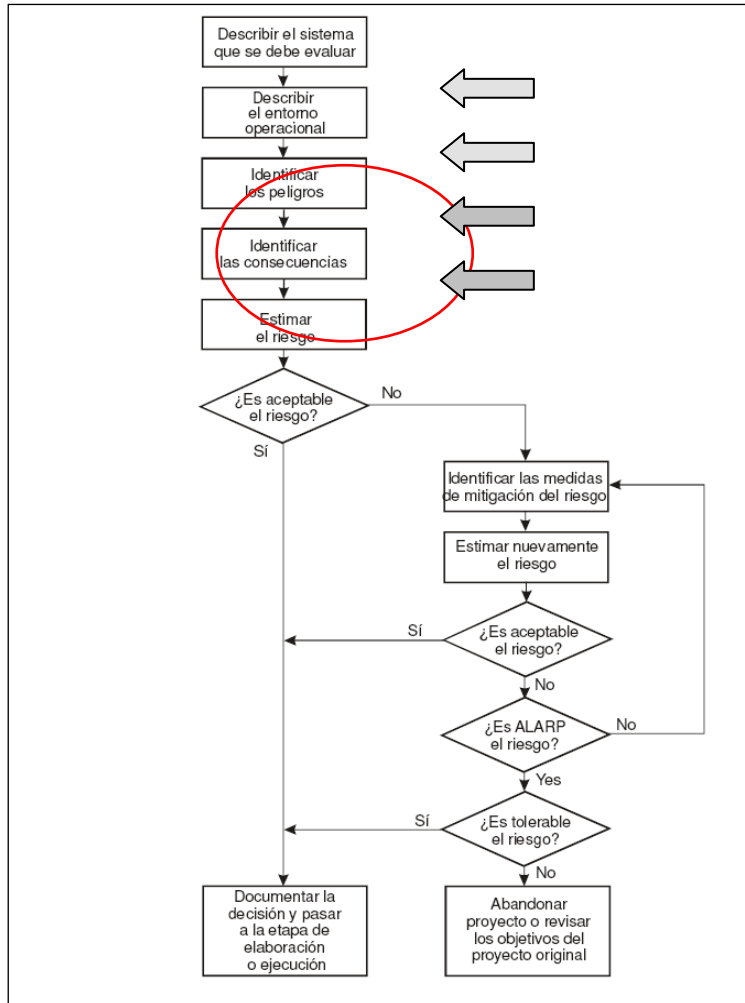 Describir el sistema
que se debe evaluar
Describir
el entorno
operacional
Identificar
los peligros
Identificar
las consecuencias
Estimar
el riesgo
¿Es aceptable
el riesgo?
No
Sí
Identificar las medidas
de mitigación del riesgo
Estimar nuevamente
el riesgo
¿Es aceptable
el riesgo?
Sí
No
¿Es ALARP
el riesgo?
No
Yes
¿Es tolerable
el riesgo?
Sí
No
Documentar la
decisión y pasar
a la etapa de
elaboración
o ejecución
Abandonar
proyecto o revisar
los objetivos del
proyecto original